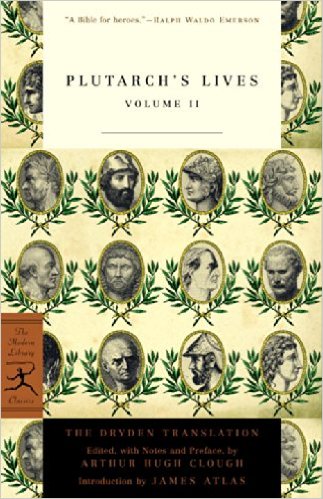 "A Bible for heroes."—Ralph Waldo Emerson
PLUTARCH'S LIVES
VOLUME II
The Modern Library
Classics
THE DRYDEN TRANSLATION
Edited, with Notes and Preface, by
ARTHUR HUGH CLOUGH
Introduction by JAMES ATLAS